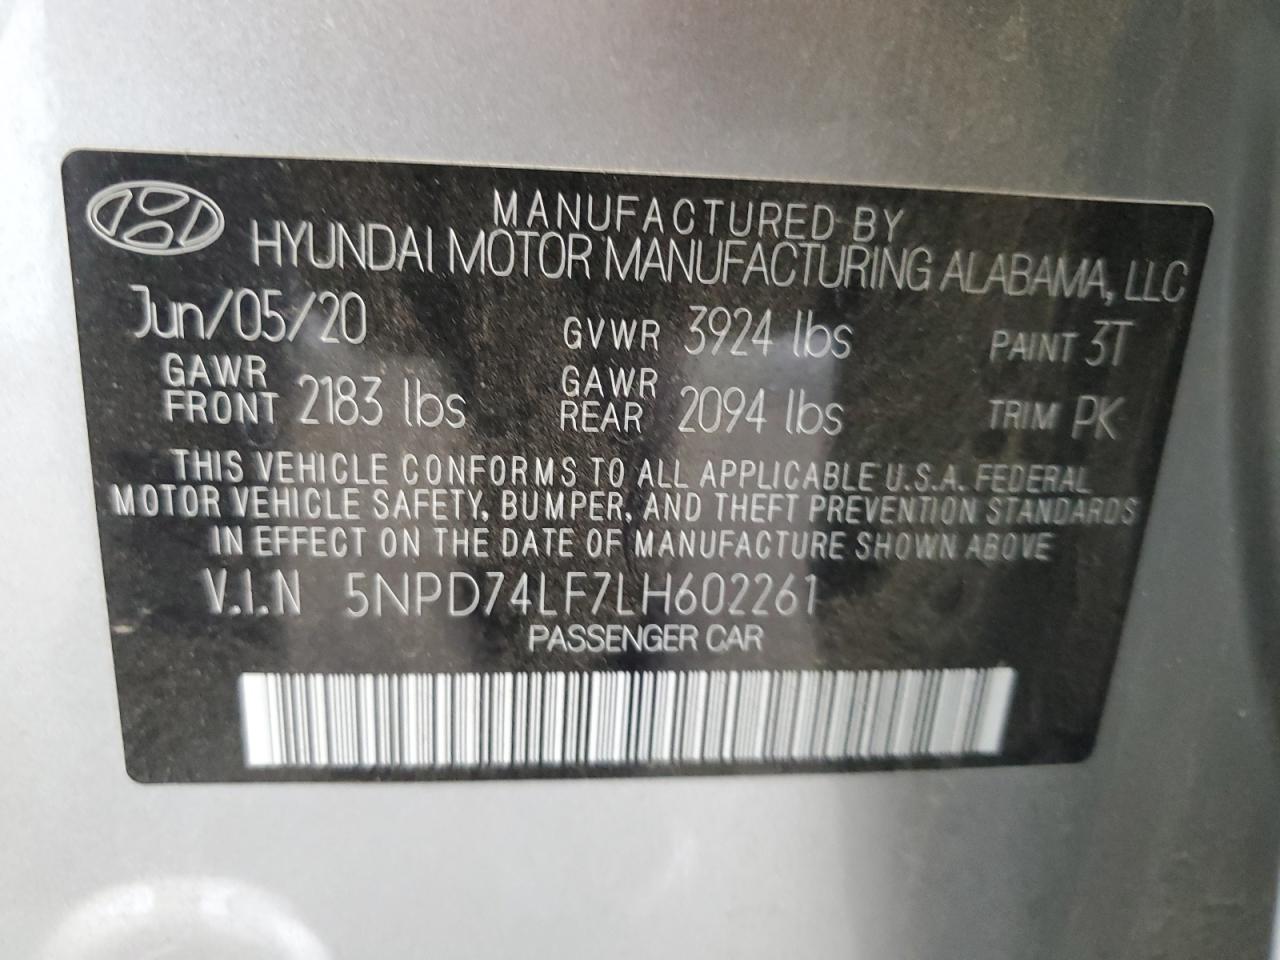 MANUFACTURED BY
HYUNDAI MOTOR MANUFACTURING ALABAMA, LLC
Jun/05/20 GVWR 3924 lbs PAINT 3T
GAWR FRONT 2183 lbs GAWR REAR 2094 lbs TRIM PK
THIS VEHICLE CONFORMS TO ALL APPLICABLE U.S.A. FEDERAL
MOTOR VEHICLE SAFETY, BUMPER, AND THEFT PREVENTION STANDARDS
IN EFFECT ON THE DATE OF MANUFACTURE SHOWN ABOVE
V.I.N 5NPD74LF7LH602261
PASSENGER CAR